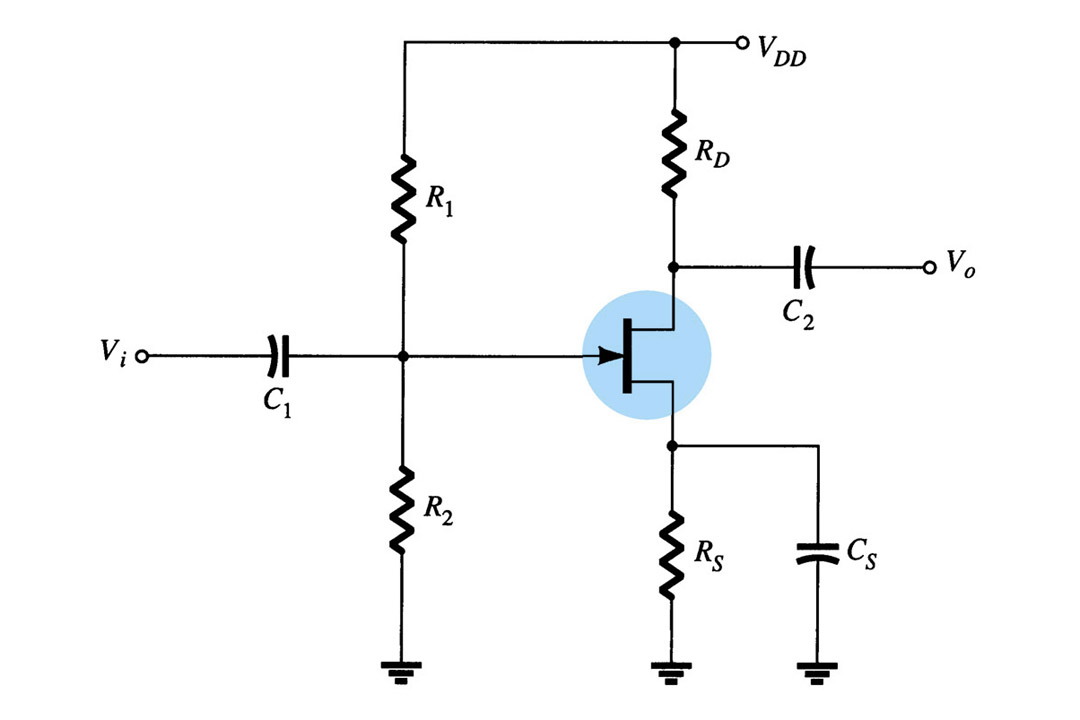 V_DD
R_D
R_1
V_o
C_2
V_i
C_1
R_2
R_S
C_S